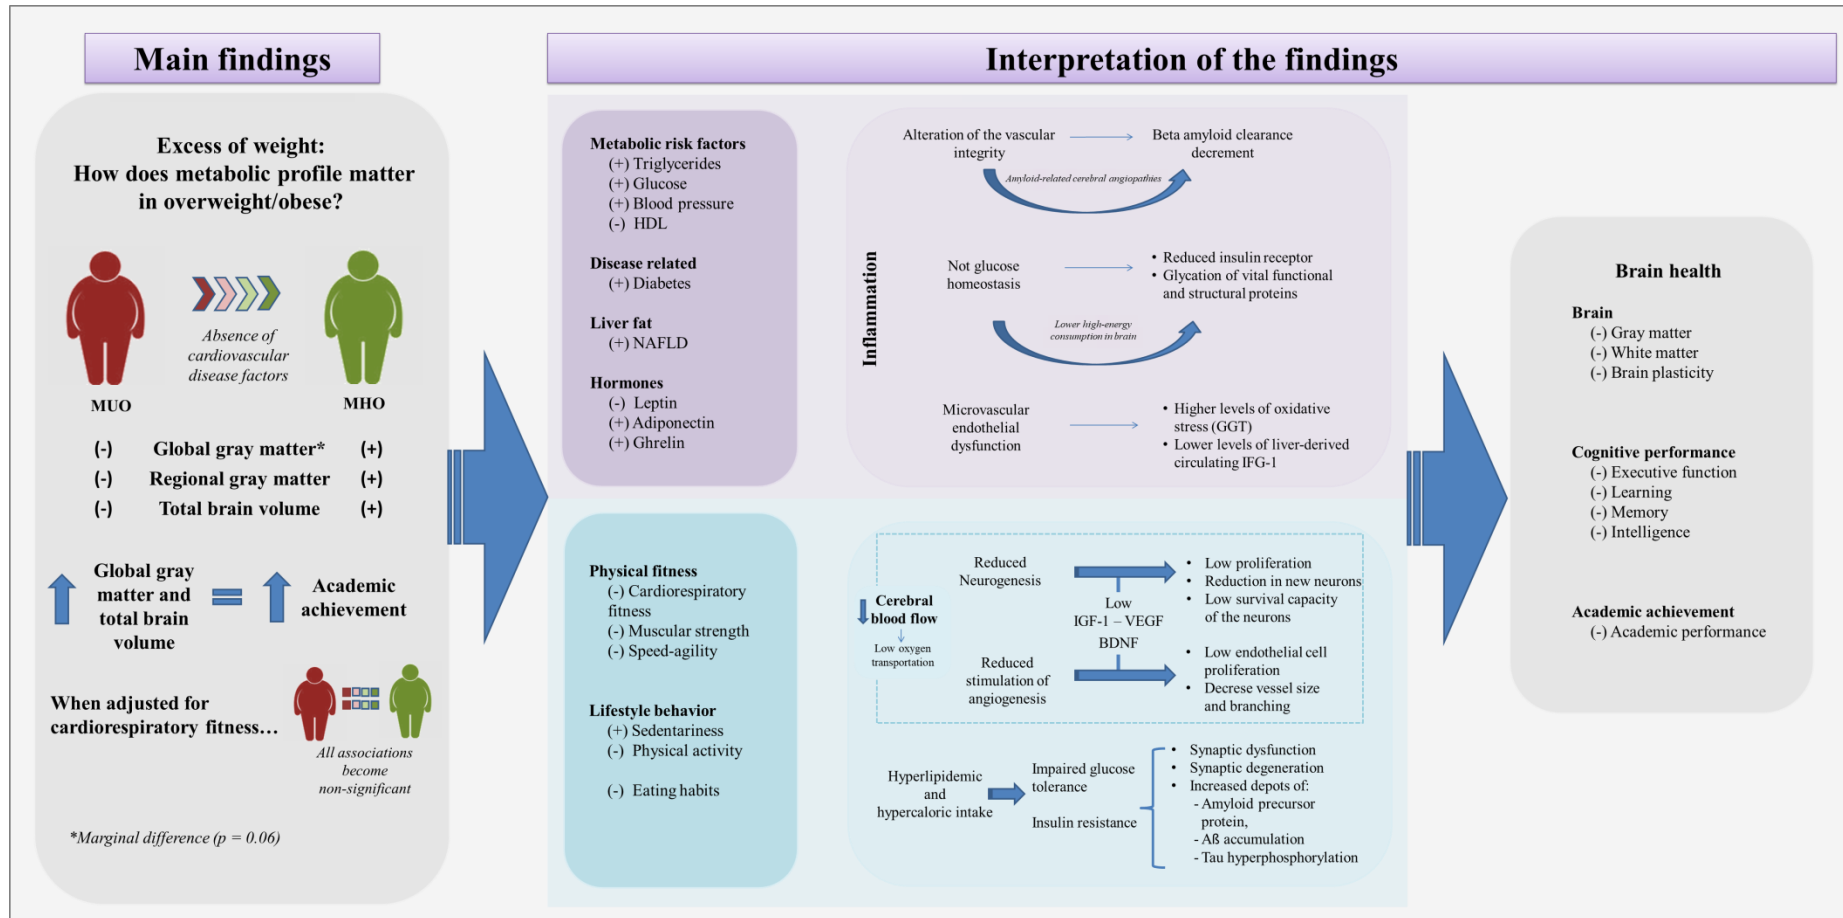 Main findings
Excess of weight:
How does metabolic profile matter
in overweight/obese?
Absence of
cardiovascular
disease factors
MUO
MHO
(-) Global gray matter* (+)
(-) Regional gray matter (+)
(-) Total brain volume (+)
Global gray
matter and
total brain
volume
=
Academic
achievement
When adjusted for
cardiorespiratory fitness…
All associations
become
non-significant
*Marginal difference (p = 0.06)
Interpretation of the findings
Metabolic risk factors
(+) Triglycerides
(+) Glucose
(+) Blood pressure
(-) HDL
Disease related
(+) Diabetes
Liver fat
(+) NAFLD
Hormones
(-) Leptin
(+) Adiponectin
(+) Ghrelin
Physical fitness
(-) Cardiorespiratory
fitness
(-) Muscular strength
(-) Speed-agility
Lifestyle behavior
(+) Sedentariness
(-) Physical activity
(-) Eating habits
Inflammation
Alteration of the vascular
integrity
Beta amyloid clearance
decrement
Amyloid-related cerebral angiopathies
Not glucose
homeostasis
• Reduced insulin receptor
• Glycation of vital functional
and structural proteins
Lower high-energy
consumption in brain
Microvascular
endothelial
dysfunction
• Higher levels of oxidative
stress (GGT)
• Lower levels of liver-derived
circulating IFG-1
Cerebral
blood flow
Low oxygen
transportation
Reduced
Neurogenesis
• Low proliferation
• Reduction in new neurons
• Low survival capacity
of the neurons
Low
IGF-1 – VEGF
BDNF
Reduced
stimulation of
angiogenesis
• Low endothelial cell
proliferation
• Decrese vessel size
and branching
Hyperlipidemic
and
hypercaloric intake
Impaired glucose
tolerance
Insulin resistance
• Synaptic dysfunction
• Synaptic degeneration
• Increased depots of:
- Amyloid precursor
protein,
- Aß accumulation
- Tau hyperphosphorylation
Brain health
Brain
(-) Gray matter
(-) White matter
(-) Brain plasticity
Cognitive performance
(-) Executive function
(-) Learning
(-) Memory
(-) Intelligence
Academic achievement
(-) Academic performance